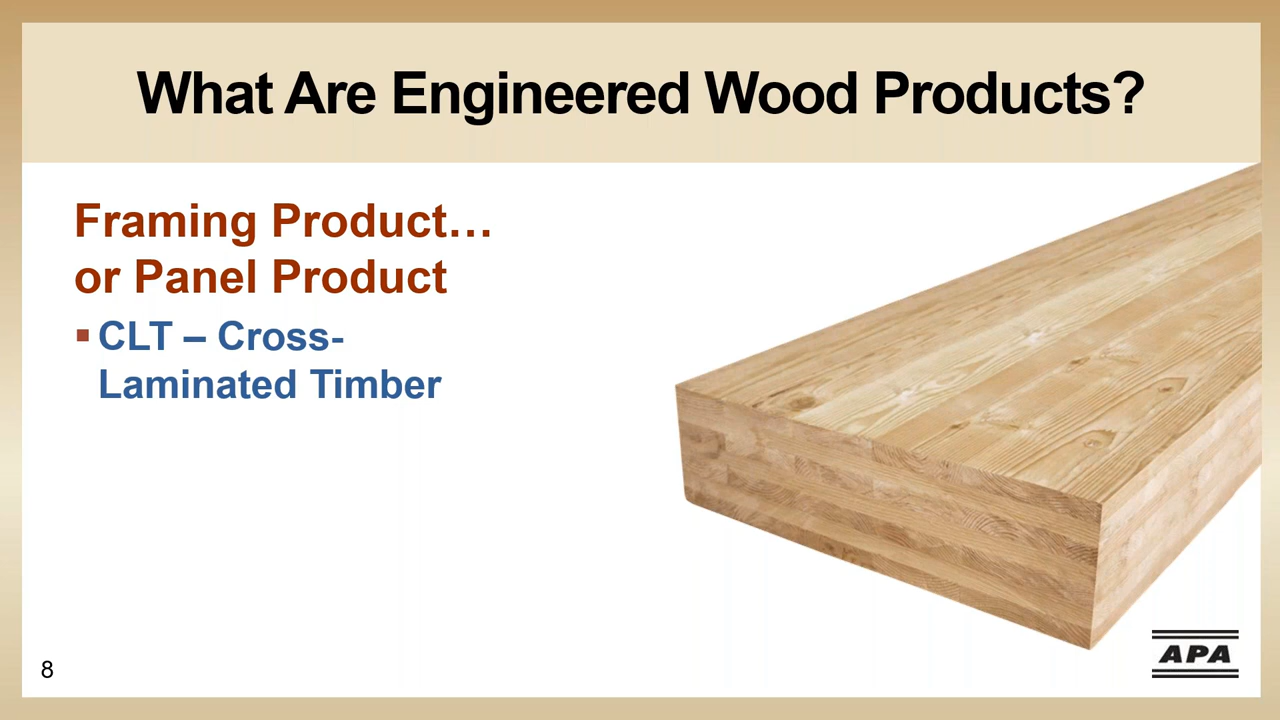 What Are Engineered Wood Products?
Framing Product…
or Panel Product
▪ CLT – Cross-
Laminated Timber
8
APA